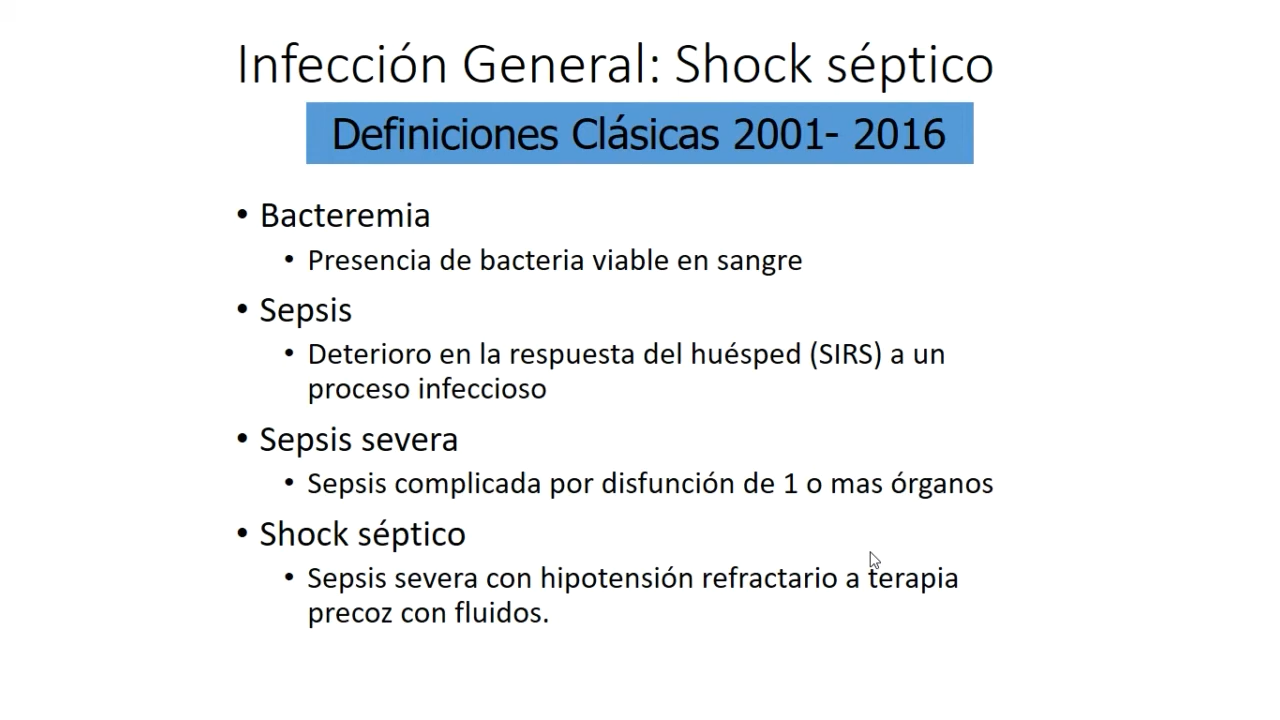 Infección General: Shock séptico
Definiciones Clásicas 2001- 2016
• Bacteremia
• Presencia de bacteria viable en sangre
• Sepsis
• Deterioro en la respuesta del huésped (SIRS) a un
proceso infeccioso
• Sepsis severa
• Sepsis complicada por disfunción de 1 o mas órganos
• Shock séptico
• Sepsis severa con hipotensión refractario a terapia
precoz con fluidos.